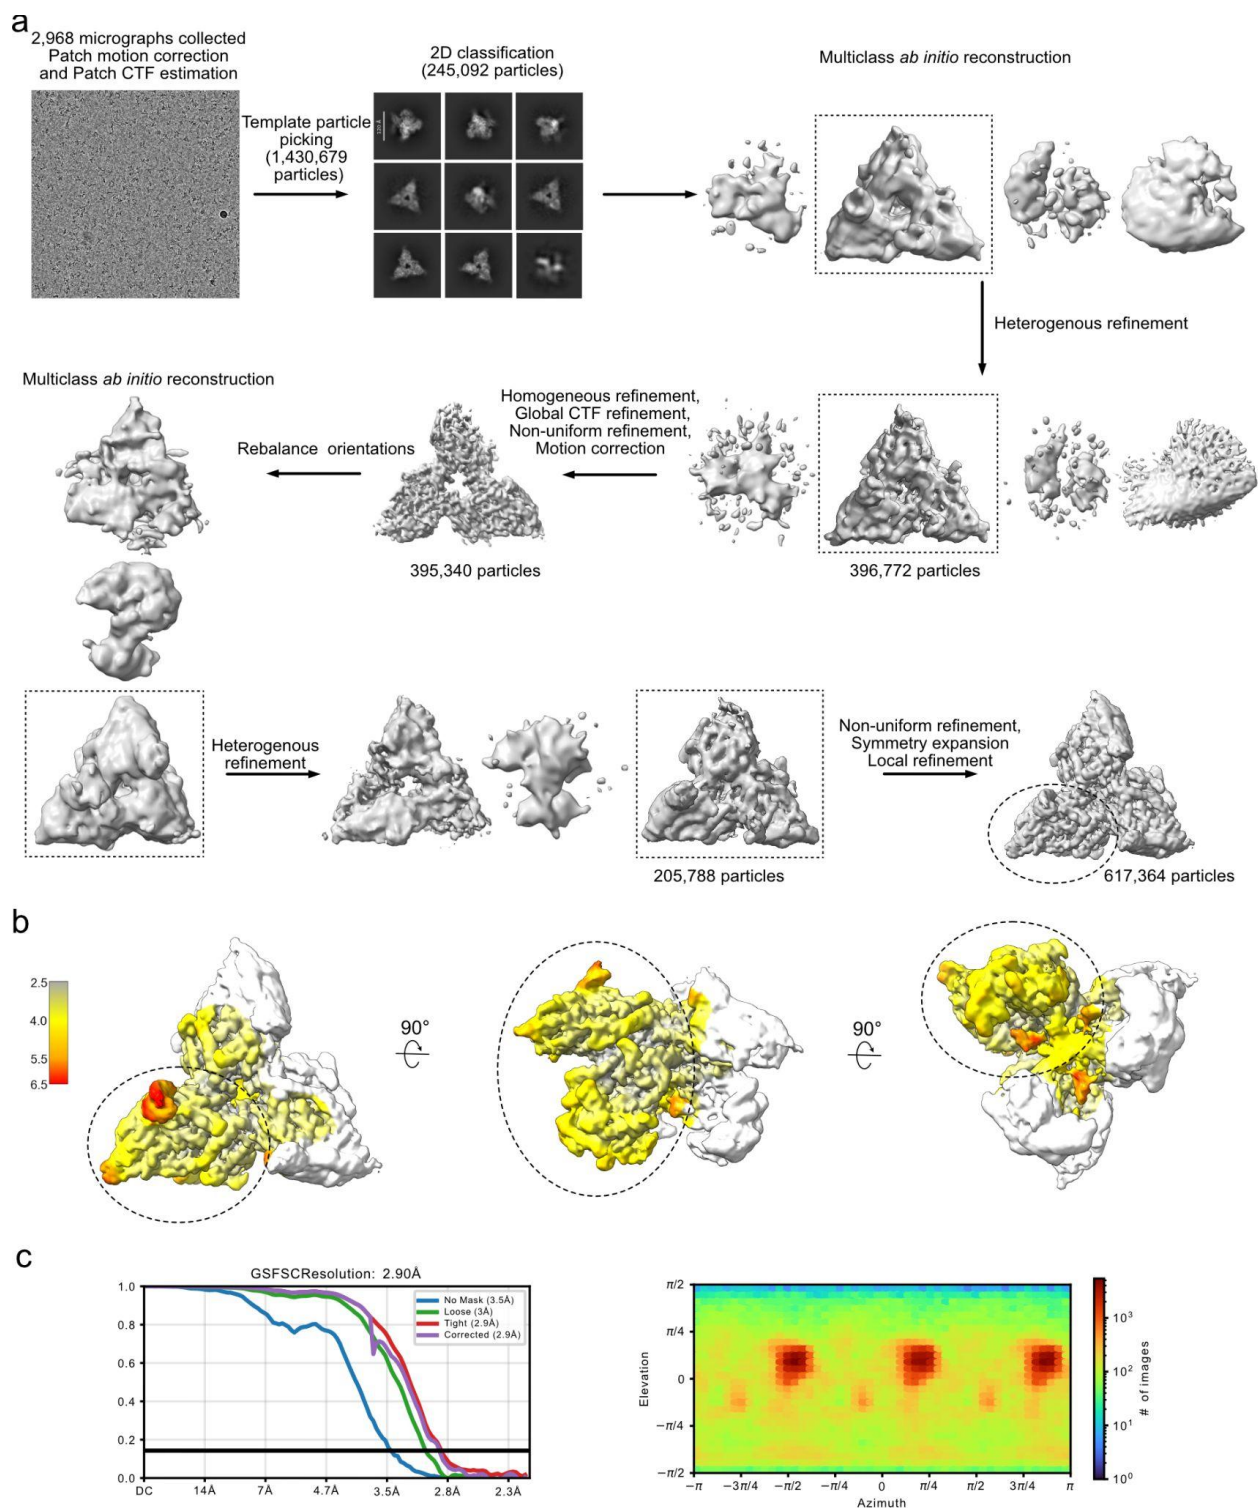 a
2,968 micrographs collected
Patch motion correction
and Patch CTF estimation
Template particle
picking
(1,430,679
particles)
2D classification
(245,092 particles)
120 Å
Multiclass ab initio reconstruction
Heterogenous refinement
Multiclass ab initio reconstruction
Rebalance orientations
Homogeneous refinement,
Global CTF refinement,
Non-uniform refinement,
Motion correction
395,340 particles
396,772 particles
Heterogenous
refinement
Non-uniform refinement,
Symmetry expansion
Local refinement
205,788 particles
617,364 particles
b
2.5
4.0
5.5
6.5
90°
90°
c
GSFSCResolution: 2.90Å
1.0
0.8
0.6
0.4
0.2
0.0
DC
14Å
7Å
4.7Å
3.5Å
2.8Å
2.3Å
No Mask (3.5Å)
Loose (3Å)
Tight (2.9Å)
Corrected (2.9Å)
Elevation
π/2
π/4
0
−π/4
−π/2
−π
−3π/4
−π/2
−π/4
0
π/4
π/2
3π/4
π
Azimuth
10³
10²
10¹
10⁰
# of images